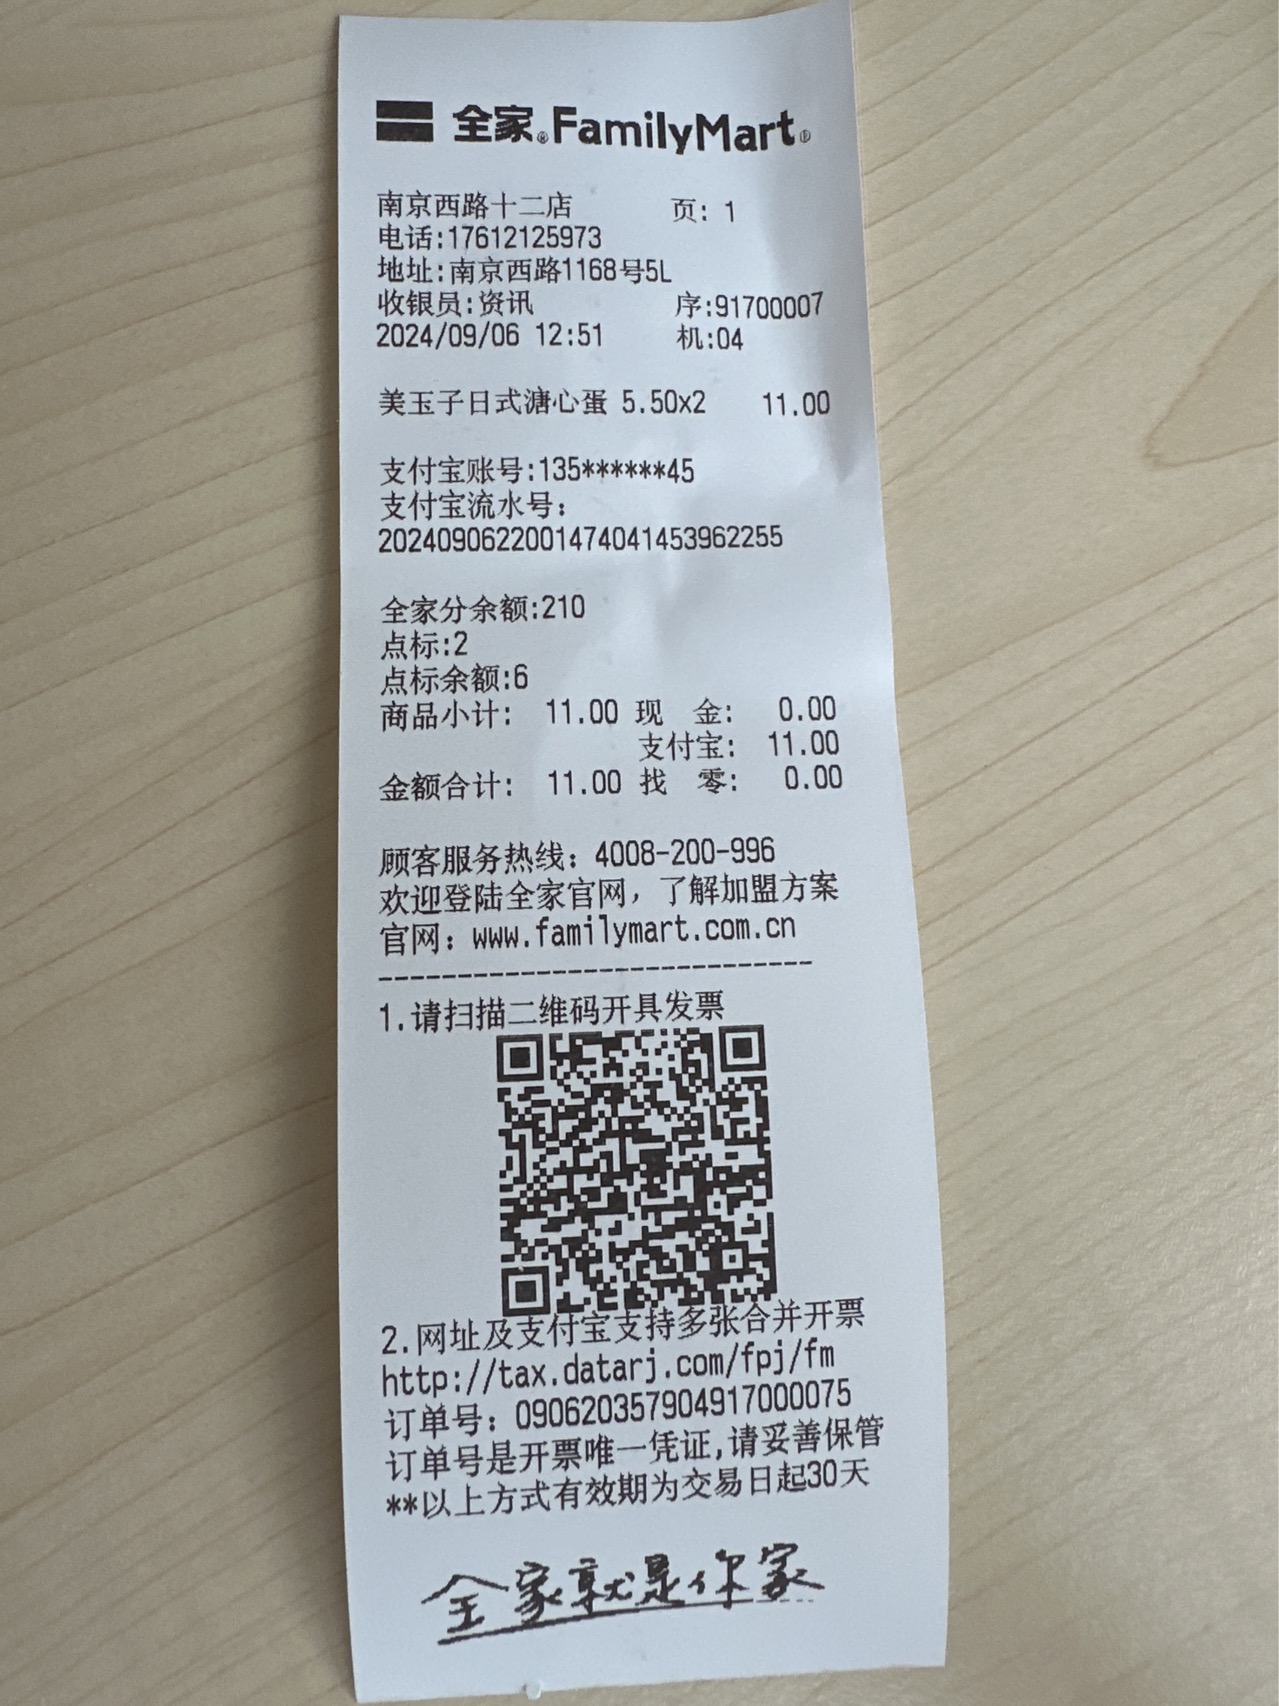 全家®FamilyMart®
南京西路十二店 页: 1
电话:17612125973
地址:南京西路1168号5L
收银员:资讯 序:91700007
2024/09/06 12:51 机:04
美玉子日式溏心蛋 5.50x2 11.00
支付宝账号:135******45
支付宝流水号:
2024090622001474041453962255
全家分余额:210
点标:2
点标余额:6
商品小计: 11.00 现 金: 0.00
支付宝: 11.00
金额合计: 11.00 找 零: 0.00
顾客服务热线: 4008-200-996
欢迎登陆全家官网, 了解加盟方案
官网: www.familymart.com.cn
----------------------------
1.请扫描二维码开具发票
2.网址及支付宝支持多张合并开票
http://tax.datarj.com/fpj/fm
订单号: 090620357904917000075
订单号是开票唯一凭证,请妥善保管
**以上方式有效期为交易日起30天
全家就是你家